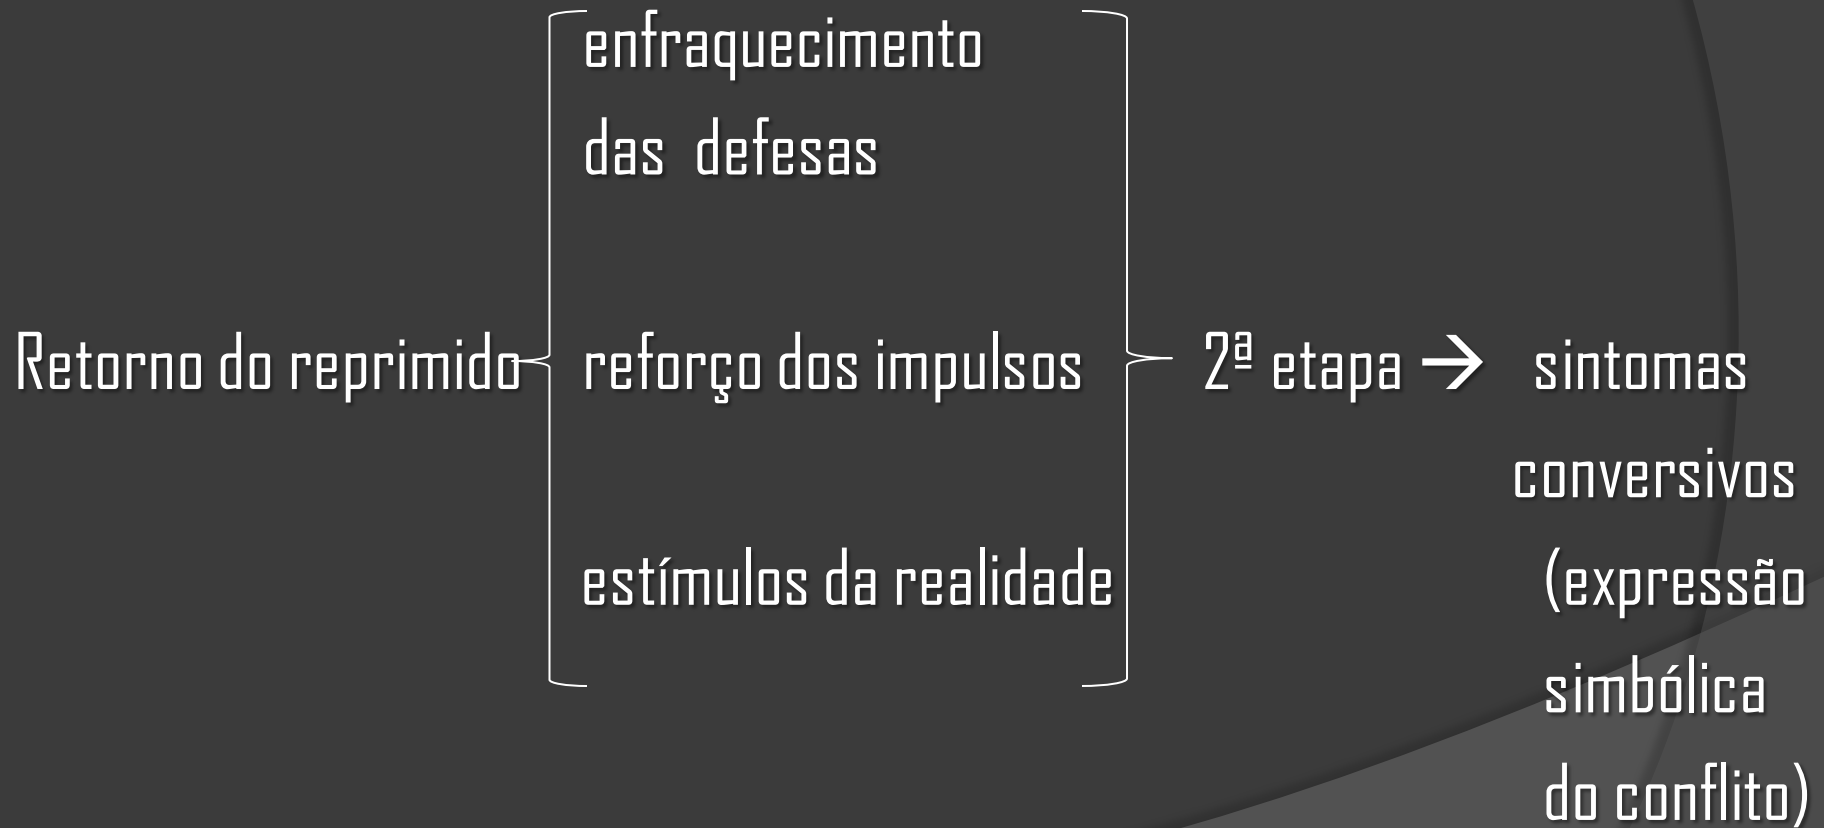 enfraquecimento
das defesas
Retorno do reprimido reforço dos impulsos 2ª etapa → sintomas
conversivos
estímulos da realidade (expressão
simbólica
do conflito)